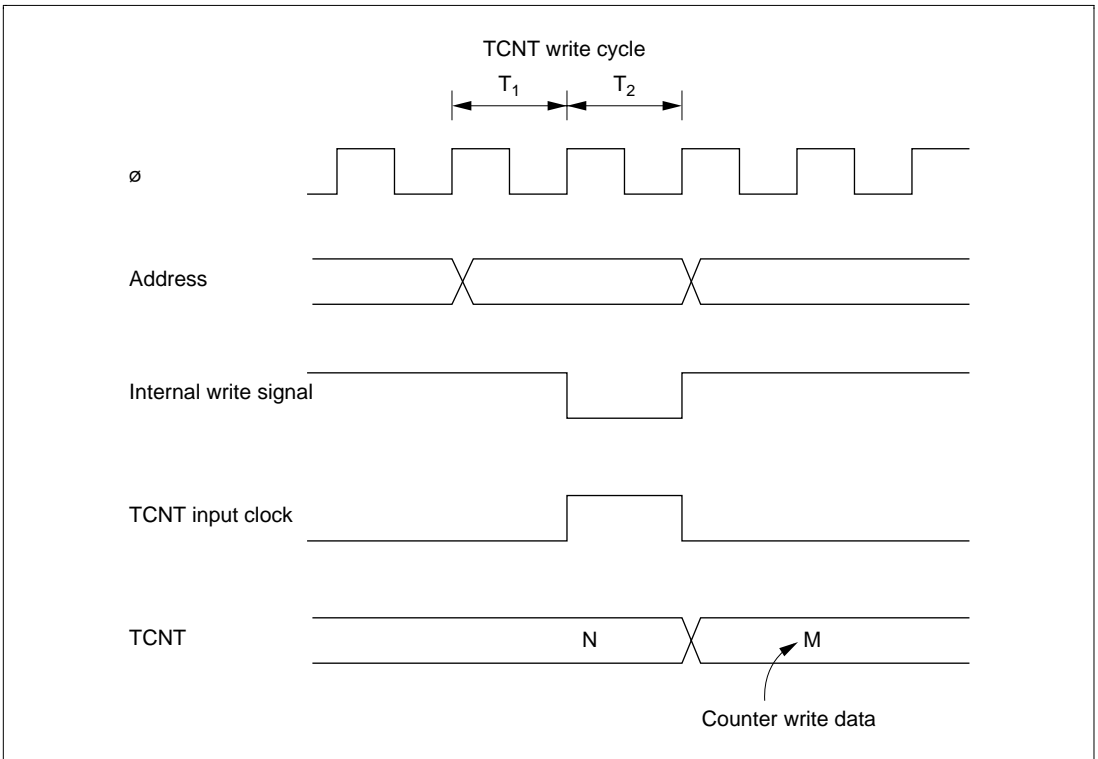 TCNT write cycle
T1 T2
ø
Address
Internal write signal
TCNT input clock
TCNT N M
Counter write data